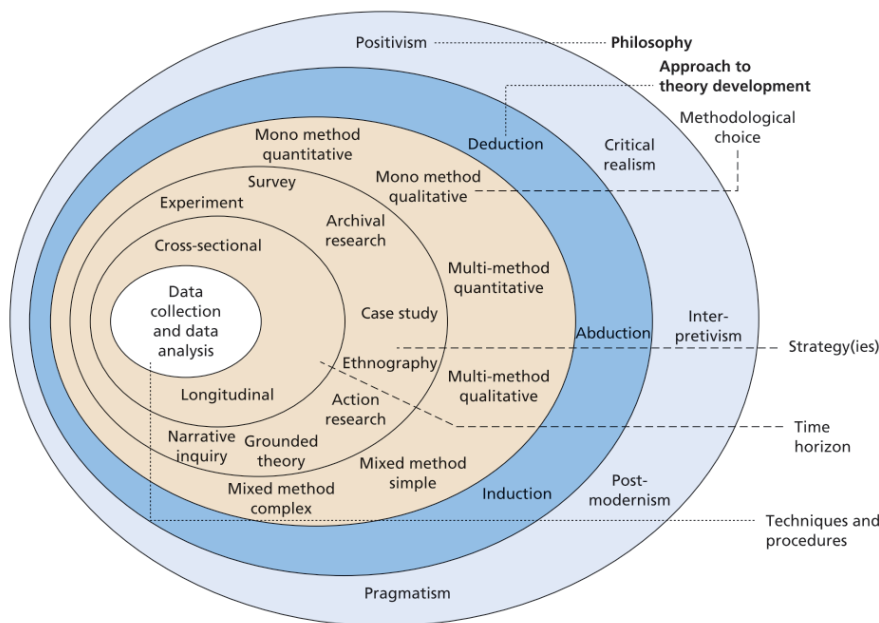 Positivism
Philosophy
Approach to
theory development
Methodological
choice
Deduction
Critical
realism
Mono method
quantitative
Mono method
qualitative
Survey
Experiment
Archival
research
Cross-sectional
Multi-method
quantitative
Data
collection
and data
analysis
Case study
Inter-
pretivism
Abduction
Strategy(ies)
Ethnography
Multi-method
qualitative
Longitudinal
Action
research
Time
horizon
Narrative
inquiry
Grounded
theory
Mixed method
simple
Mixed method
complex
Induction
Post-
modernism
Techniques and
procedures
Pragmatism